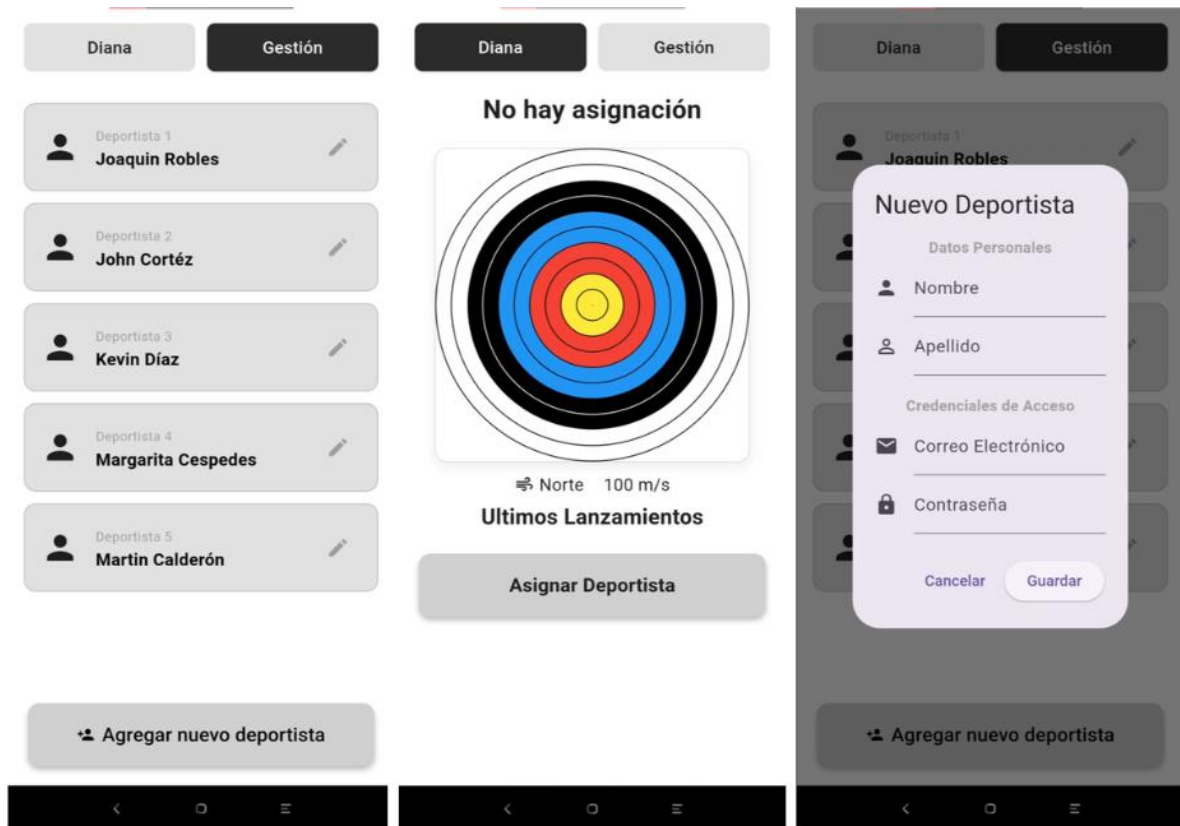 Diana
Gestión
Deportista 1
Joaquin Robles
Deportista 2
John Cortéz
Deportista 3
Kevin Díaz
Deportista 4
Margarita Cespedes
Deportista 5
Martin Calderón
Agregar nuevo deportista
Diana
Gestión
No hay asignación
Norte 100 m/s
Ultimos Lanzamientos
Asignar Deportista
Diana
Gestión
Deportista 1
Joaquin Robles
Nuevo Deportista
Datos Personales
Nombre
Apellido
Credenciales de Acceso
Correo Electrónico
Contraseña
Cancelar
Guardar
Agregar nuevo deportista